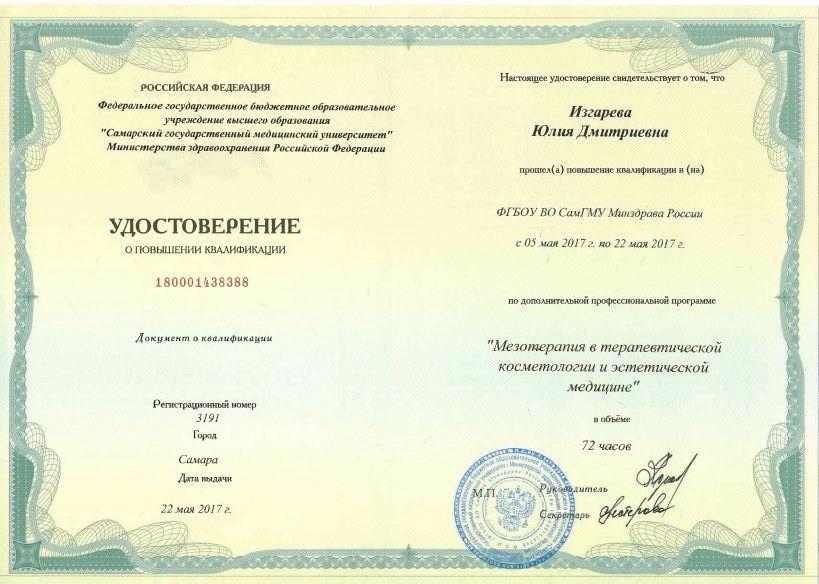 РОССИЙСКАЯ ФЕДЕРАЦИЯ
Федеральное государственное бюджетное образовательное
учреждение высшего образования
"Самарский государственный медицинский университет"
Министерства здравоохранения Российской Федерации
УДОСТОВЕРЕНИЕ
О ПОВЫШЕНИИ КВАЛИФИКАЦИИ
180001438388
Документ о квалификации
Регистрационный номер
3191
Город
Самара
Дата выдачи
22 мая 2017 г.
Настоящее удостоверение свидетельствует о том, что
Изгарева
Юлия Дмитриевна
прошел(а) повышение квалификации в (на)
ФГБОУ ВО СамГМУ Минздрава России
с 05 мая 2017 г. по 22 мая 2017 г.
по дополнительной профессиональной программе
"Мезотерапия в терапевтической
косметологии и эстетической
медицине"
в объёме
72 часов
М.П.
Руководитель
Секретарь